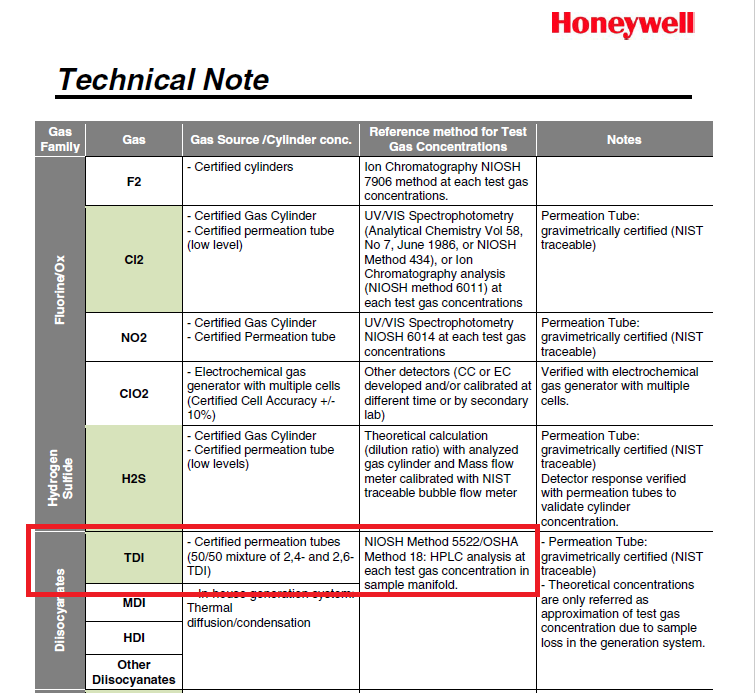 Honeywell
Technical Note
Gas Family
Gas
Gas Source /Cylinder conc.
Reference method for Test
Gas Concentrations
Notes
Fluorine/Ox
F2
- Certified cylinders
Ion Chromatography NIOSH
7906 method at each test gas
concentrations.
Cl2
- Certified Gas Cylinder
- Certified permeation tube
(low level)
UV/VIS Spectrophotometry
(Analytical Chemistry Vol 58,
No 7, June 1986, or NIOSH
Method 434), or Ion
Chromatography analysis
(NIOSH method 6011) at
each test gas concentrations
Permeation Tube:
gravimetrically certified (NIST
traceable)
NO2
- Certified Gas Cylinder
- Certified Permeation tube
UV/VIS Spectrophotometry
NIOSH 6014 at each test gas
concentrations
Permeation Tube:
gravimetrically certified (NIST
traceable)
ClO2
- Electrochemical gas
generator with multiple cells
(Certified Cell Accuracy +/-
10%)
Other detectors (CC or EC
developed and/or calibrated at
different time or by secondary
lab)
Verified with electrochemical
gas generator with multiple
cells.
Hydrogen
Sulfide
H2S
- Certified Gas Cylinder
- Certified permeation tube
(low levels)
Theoretical calculation
(dilution ratio) with analyzed
gas cylinder and Mass flow
meter calibrated with NIST
traceable bubble flow meter
Permeation Tube:
gravimetrically certified (NIST
traceable)
Detector response verified
with permeation tubes to
validate cylinder
concentration.
Diisocyanates
TDI
- Certified permeation tubes
(50/50 mixture of 2,4- and 2,6-
TDI)
NIOSH Method 5522/OSHA
Method 18: HPLC analysis at
each test gas concentration in
sample manifold.
- Permeation Tube:
gravimetrically certified (NIST
traceable)
- Theoretical concentrations
are only referred as
approximation of test gas
concentration due to sample
loss in the generation system.
MDI
- In-house generation system.
Thermal
diffusion/condensation
HDI
Other
Diisocyanates